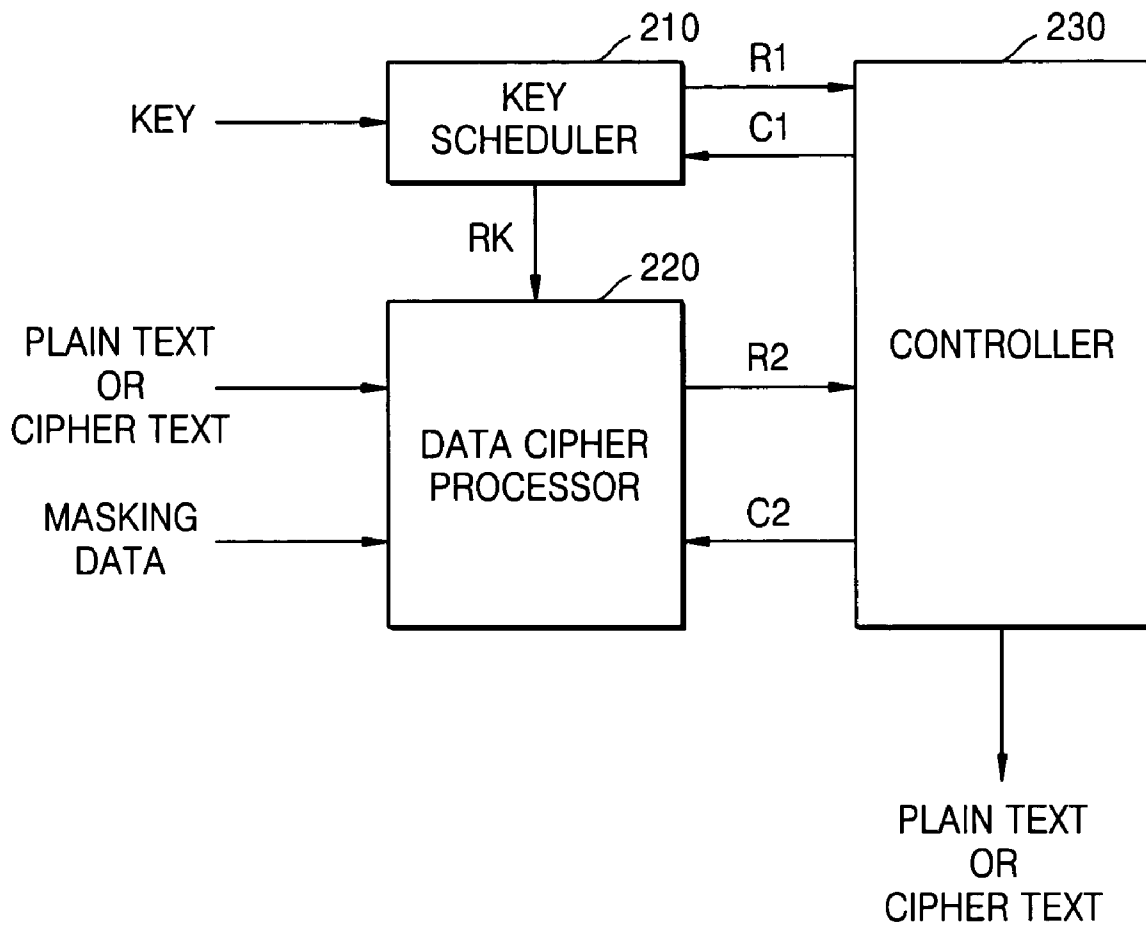 210
230
KEY
KEY
SCHEDULER
R1
C1
RK
220
PLAIN TEXT
OR
CIPHER TEXT
MASKING
DATA
DATA CIPHER
PROCESSOR
R2
C2
CONTROLLER
PLAIN TEXT
OR
CIPHER TEXT